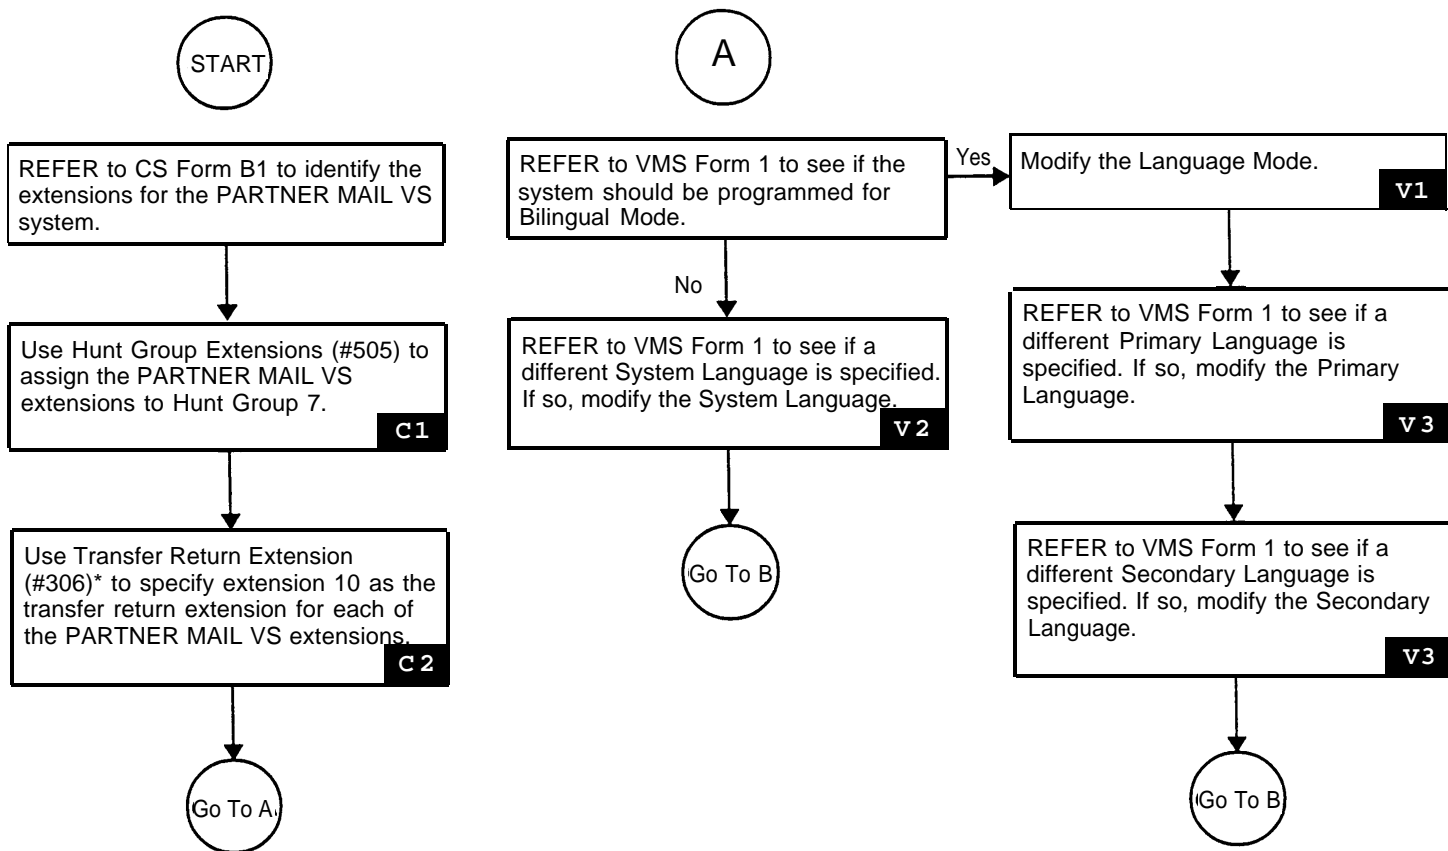 START
REFER to CS Form B1 to identify the
extensions for the PARTNER MAIL VS
system.
Use Hunt Group Extensions (#505) to
assign the PARTNER MAIL VS
extensions to Hunt Group 7.
C1
Use Transfer Return Extension
(#306)* to specify extension 10 as the
transfer return extension for each of
the PARTNER MAIL VS extensions.
C2
Go To A
A
REFER to VMS Form 1 to see if the
system should be programmed for
Bilingual Mode.
Yes
No
REFER to VMS Form 1 to see if a
different System Language is specified.
If so, modify the System Language.
V2
Go To B
Modify the Language Mode.
V1
REFER to VMS Form 1 to see if a
different Primary Language is
specified. If so, modify the Primary
Language.
V3
REFER to VMS Form 1 to see if a
different Secondary Language is
specified. If so, modify the Secondary
Language.
V3
Go To B